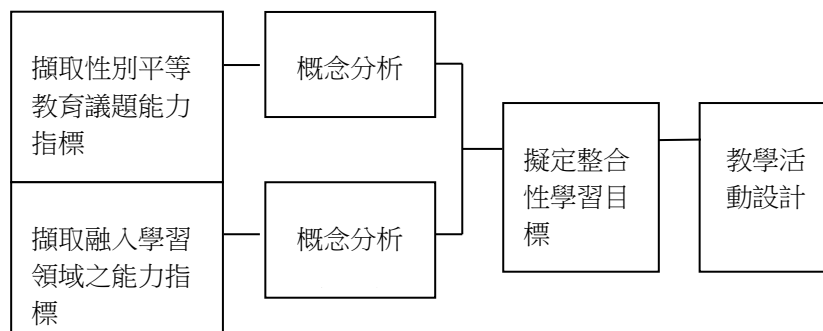 擷取性別平等
教育議題能力
指標
概念分析
擷取融入學習
領域之能力指
標
概念分析
擬定整合
性學習目
標
教學活
動設計